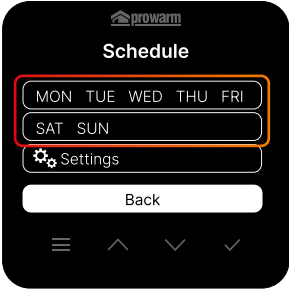 prowarm
Schedule
MON TUE WED THU FRI
SAT SUN
Settings
Back